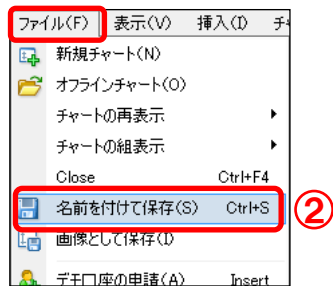 ファイル(F) 表示(V) 挿入(I)
新規チャート(N)
オフラインチャート(O)
チャートの再表示
チャートの組表示
Close Ctrl+F4
名前を付けて保存(S) Ctrl+S
②
画像として保存(I)
デモ口座の申請(A) Insert